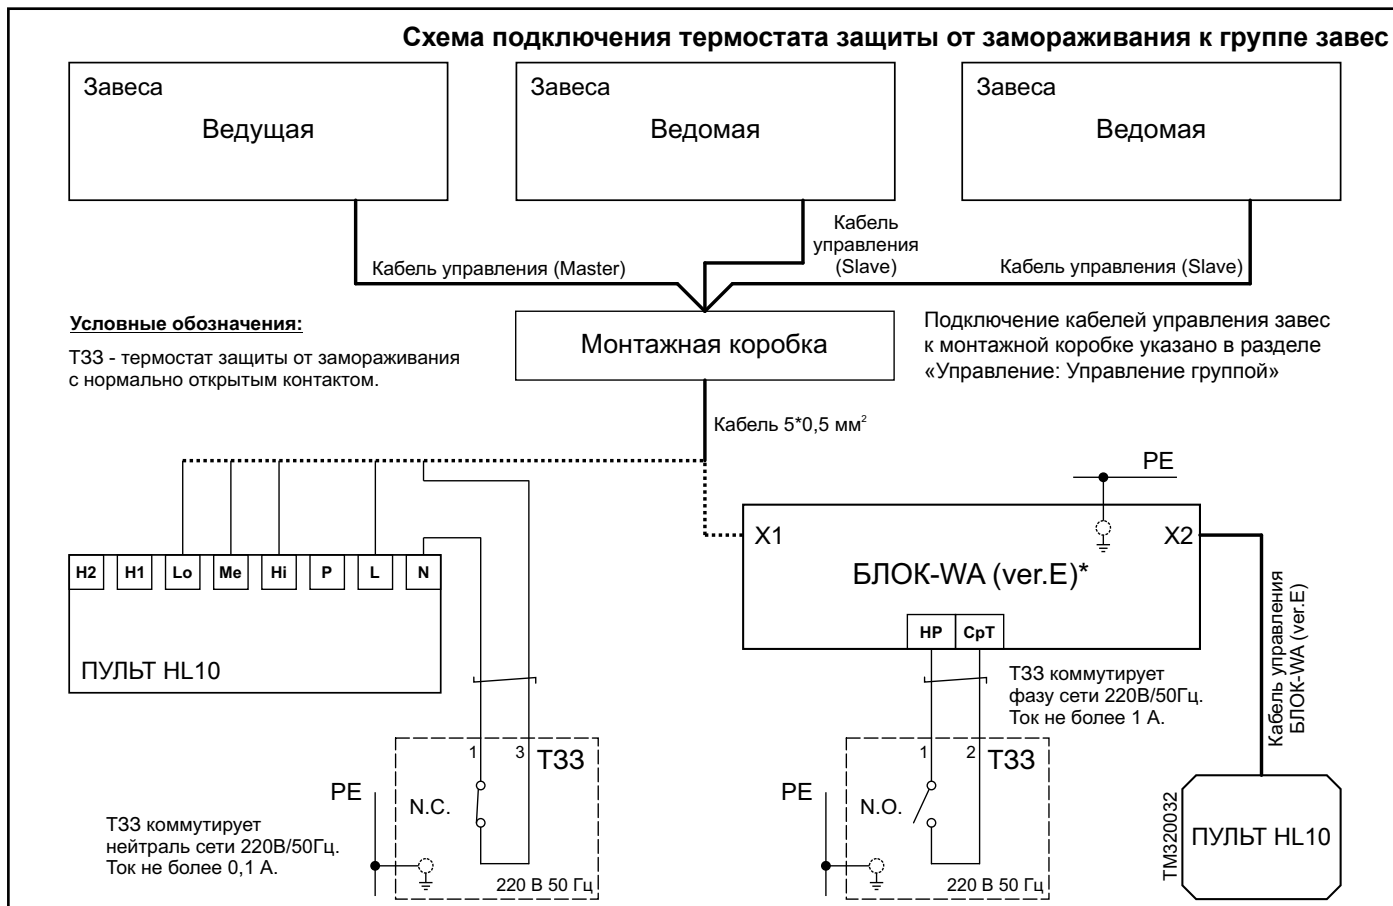 Схема подключения термостата защиты от замораживания к группе завес
Завеса
Ведущая
Завеса
Ведомая
Завеса
Ведомая
Кабель управления (Master)
Кабель
управления
(Slave)
Кабель управления (Slave)
Условные обозначения:
ТЗЗ - термостат защиты от замораживания
с нормально открытым контактом.
Монтажная коробка
Подключение кабелей управления завес
к монтажной коробке указано в разделе
«Управление: Управление группой»
Кабель 5*0,5 мм²
H2 H1 Lo Me Hi P L N
ПУЛЬТ HL10
PE
X1
X2
БЛОК-WA (ver.E)*
НР СрТ
Кабель управления
БЛОК-WA (ver.E)
ТЗЗ коммутирует
фазу сети 220В/50Гц.
Ток не более 1 А.
1 3 ТЗЗ
PE
N.C.
220 В 50 Гц
ТЗЗ коммутирует
нейтраль сети 220В/50Гц.
Ток не более 0,1 А.
1 2 ТЗЗ
PE
N.O.
220 В 50 Гц
TM320032
ПУЛЬТ HL10